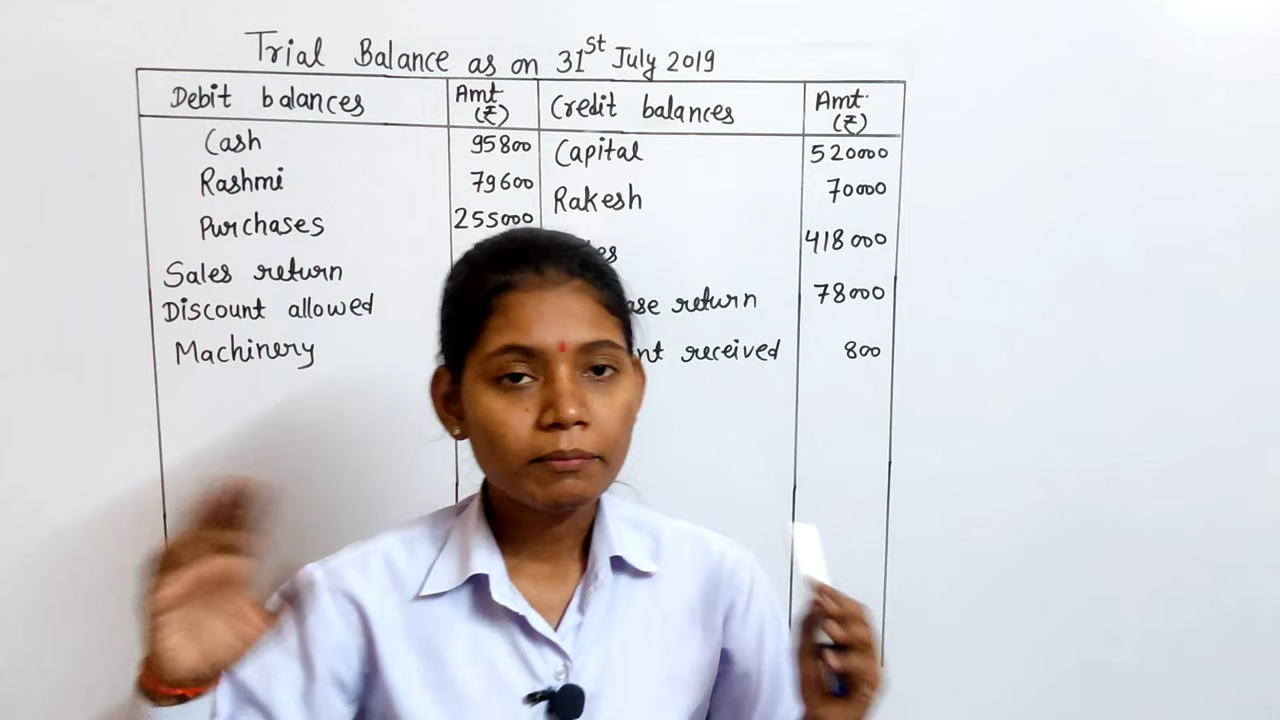 Trial Balance as on 31st July 2019
Debit balances Amt. (₹) Credit balances Amt. (₹)
Cash 95800 Capital 520000
Rashmi 79600 Rakesh 70000
Purchases 255000 418000
Sales return return 78000
Discount allowed
Machinery received 800